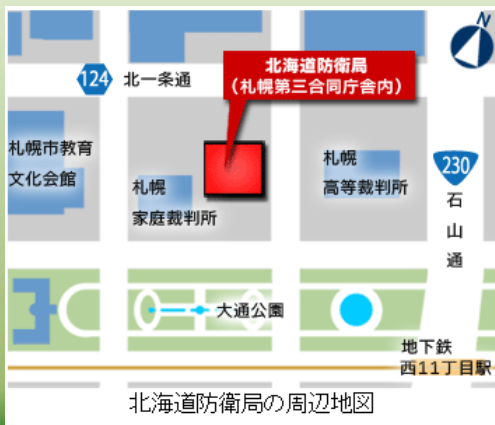 N
北海道防衛局
（札幌第三合同庁舎内）
124
北一条通
札幌市教育
文化会館
札幌
家庭裁判所
札幌
高等裁判所
230
石
山
通
大通公園
地下鉄
西11丁目駅
北海道防衛局の周辺地図